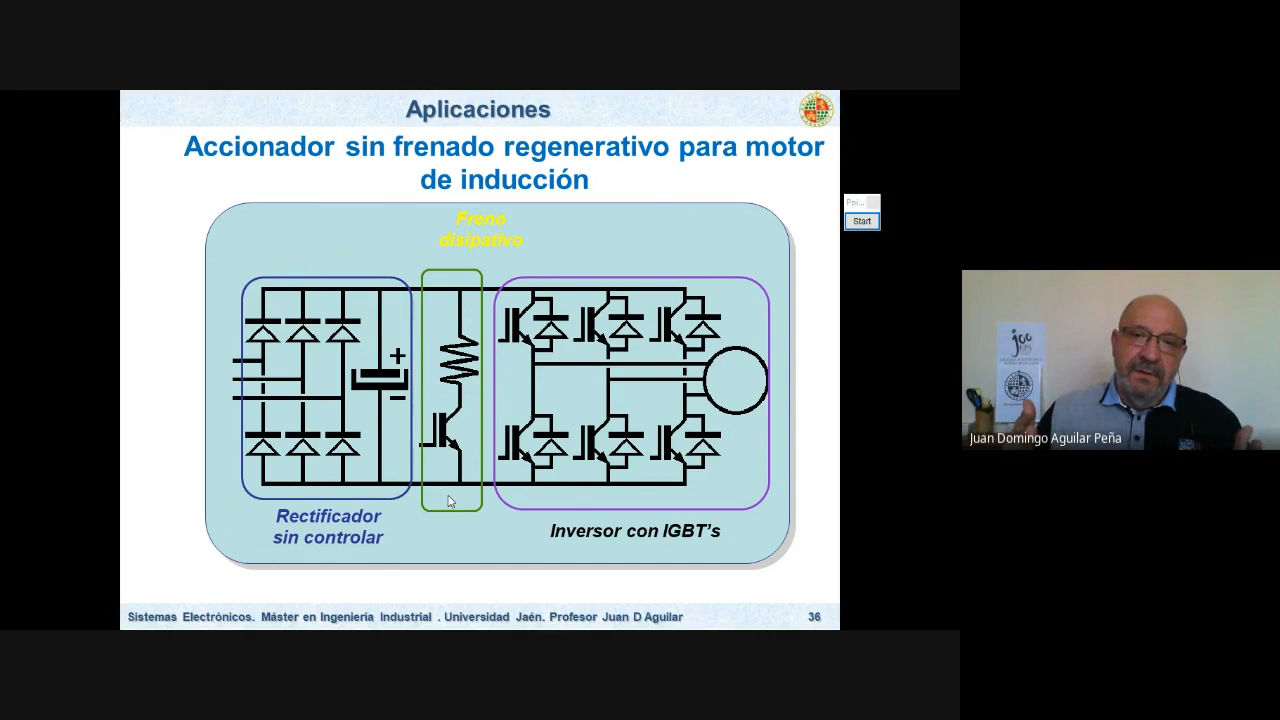 Aplicaciones
Accionador sin frenado regenerativo para motor
de inducción
Freno
disipativo
+
−
Rectificador
sin controlar
Inversor con IGBT's
Sistemas Electrónicos. Máster en Ingeniería Industrial . Universidad Jaén. Profesor Juan D Aguilar
36
Poi...
Start
Juan Domingo Aguilar Peña